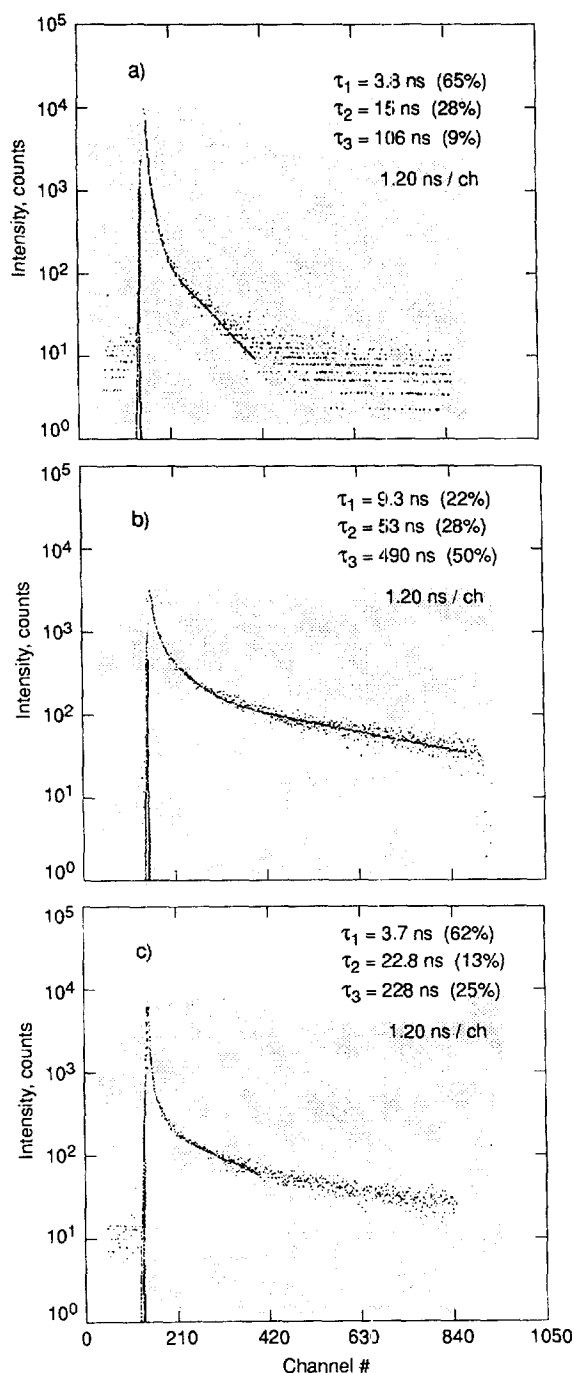 10⁵
a)
τ₁ = 3.8 ns (65%)
τ₂ = 15 ns (28%)
τ₃ = 106 ns (9%)
1.20 ns / ch
10⁴
10³
10²
10¹
10⁰
Intensity, counts
10⁵
b)
τ₁ = 9.3 ns (22%)
τ₂ = 53 ns (28%)
τ₃ = 490 ns (50%)
1.20 ns / ch
10⁴
10³
10²
10¹
10⁰
Intensity, counts
10⁵
c)
τ₁ = 3.7 ns (62%)
τ₂ = 22.8 ns (13%)
τ₃ = 228 ns (25%)
1.20 ns / ch
10⁴
10³
10²
10¹
10⁰
Intensity, counts
0 210 420 630 840 1050
Channel #